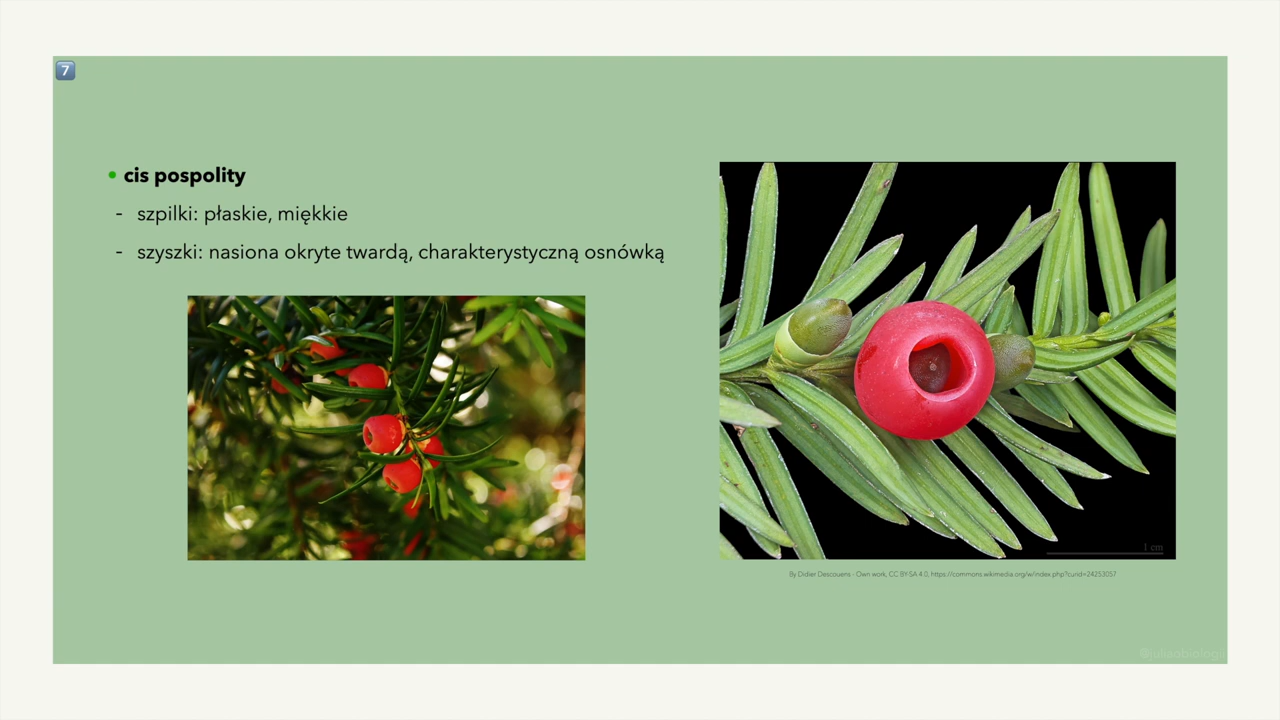 7
• cis pospolity
- szpilki: płaskie, miękkie
- szyszki: nasiona okryte twardą, charakterystyczną osnówką
1 cm
By Didier Descouens - Own work, CC BY-SA 4.0, https://commons.wikimedia.org/w/index.php?curid=24253057